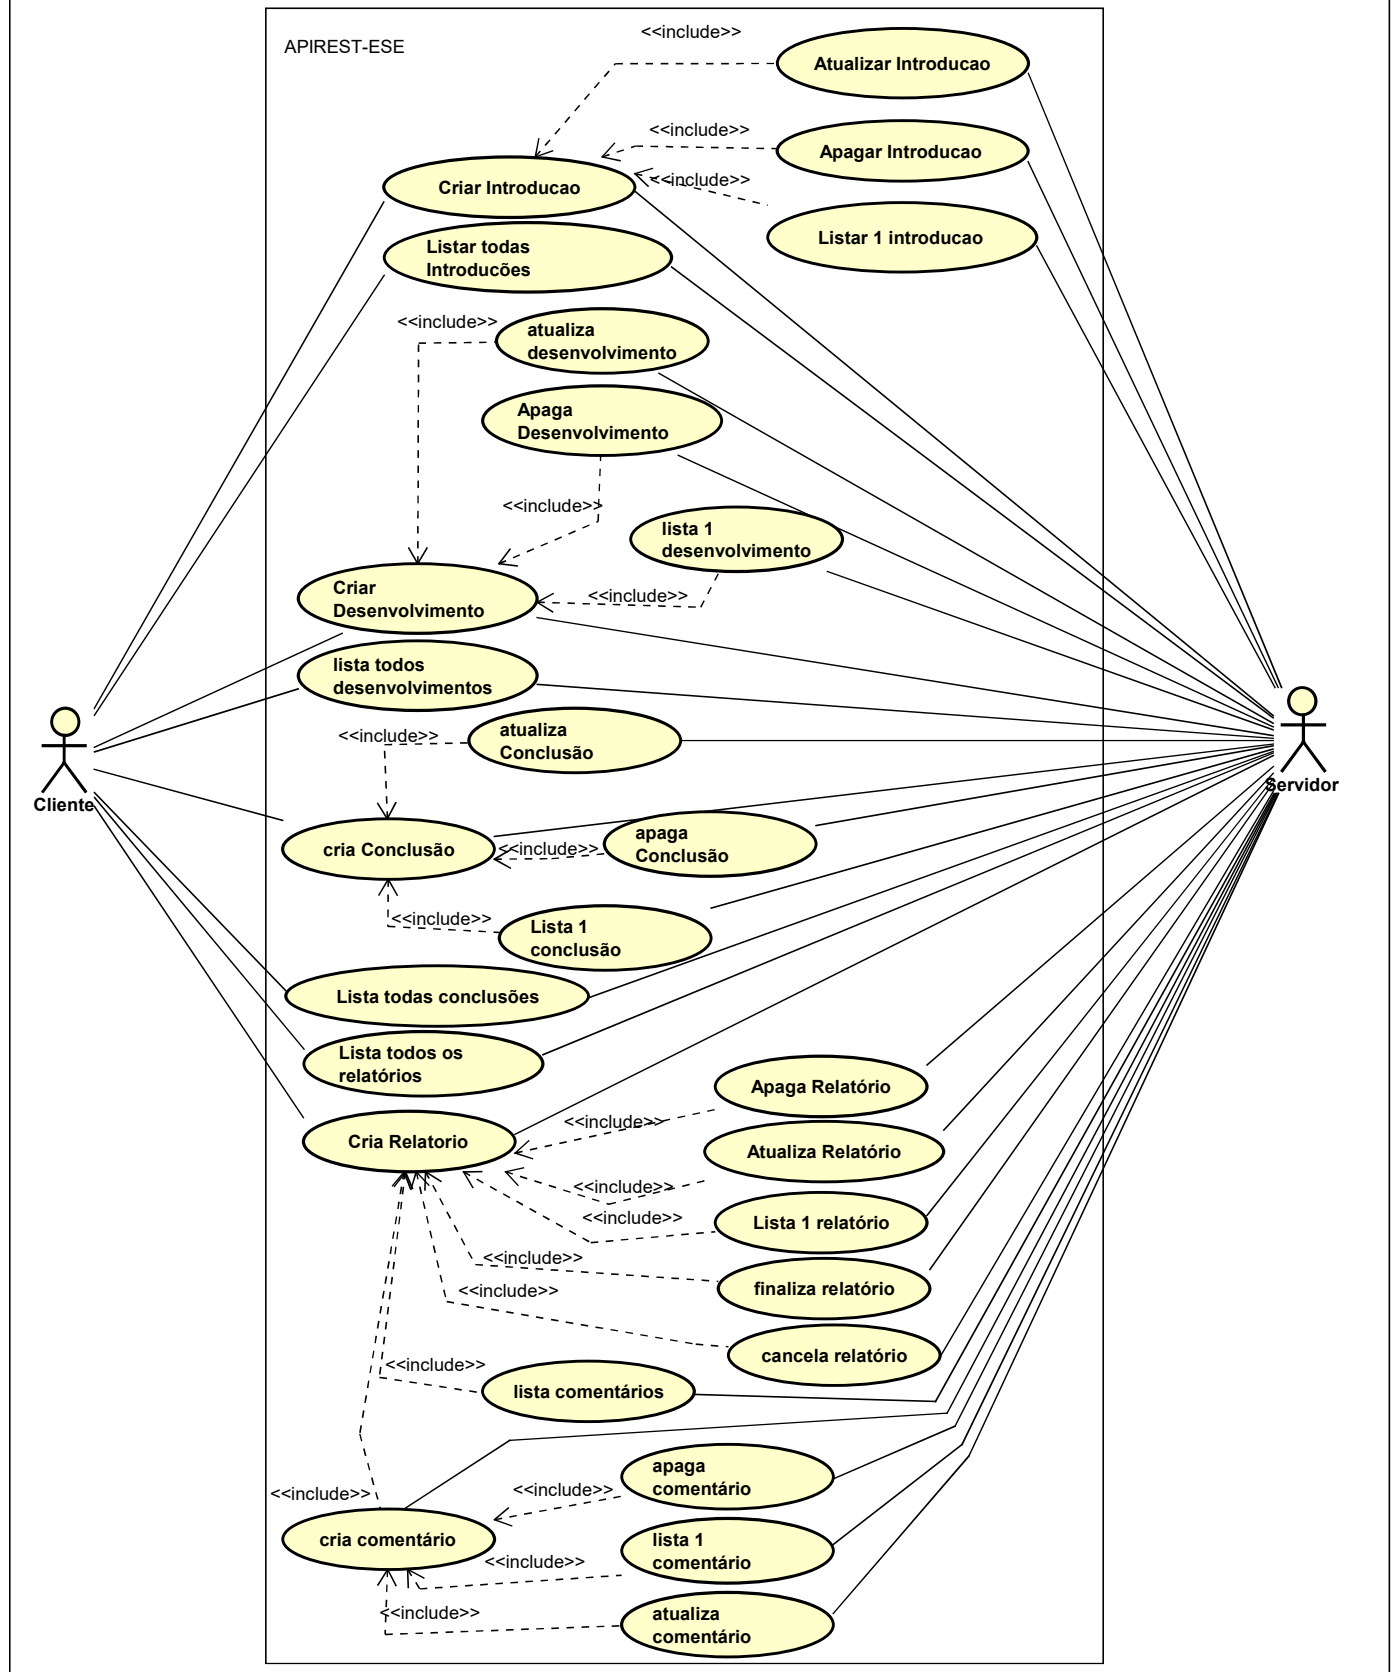 <<include>>
APIREST-ESE
Atualizar Introducao
<<include>>
Apagar Introducao
<<include>>
Criar Introducao
Listar 1 introducao
Listar todas
Introducões
<<include>>
atualiza
desenvolvimento
Apaga
Desenvolvimento
<<include>>
lista 1
desenvolvimento
Criar
Desenvolvimento
<<include>>
lista todos
desenvolvimentos
atualiza
Conclusão
<<include>>
Cliente
Servidor
cria Conclusão
<<include>>
apaga
Conclusão
<<include>>
Lista 1
conclusão
Lista todas conclusões
Lista todos os
relatórios
Apaga Relatório
<<include>>
Cria Relatorio
Atualiza Relatório
<<include>>
<<include>>
Lista 1 relatório
<<include>>
finaliza relatório
<<include>>
cancela relatório
<<include>>
lista comentários
apaga
comentário
<<include>>
<<include>>
cria comentário
lista 1
comentário
<<include>>
<<include>>
atualiza
comentário